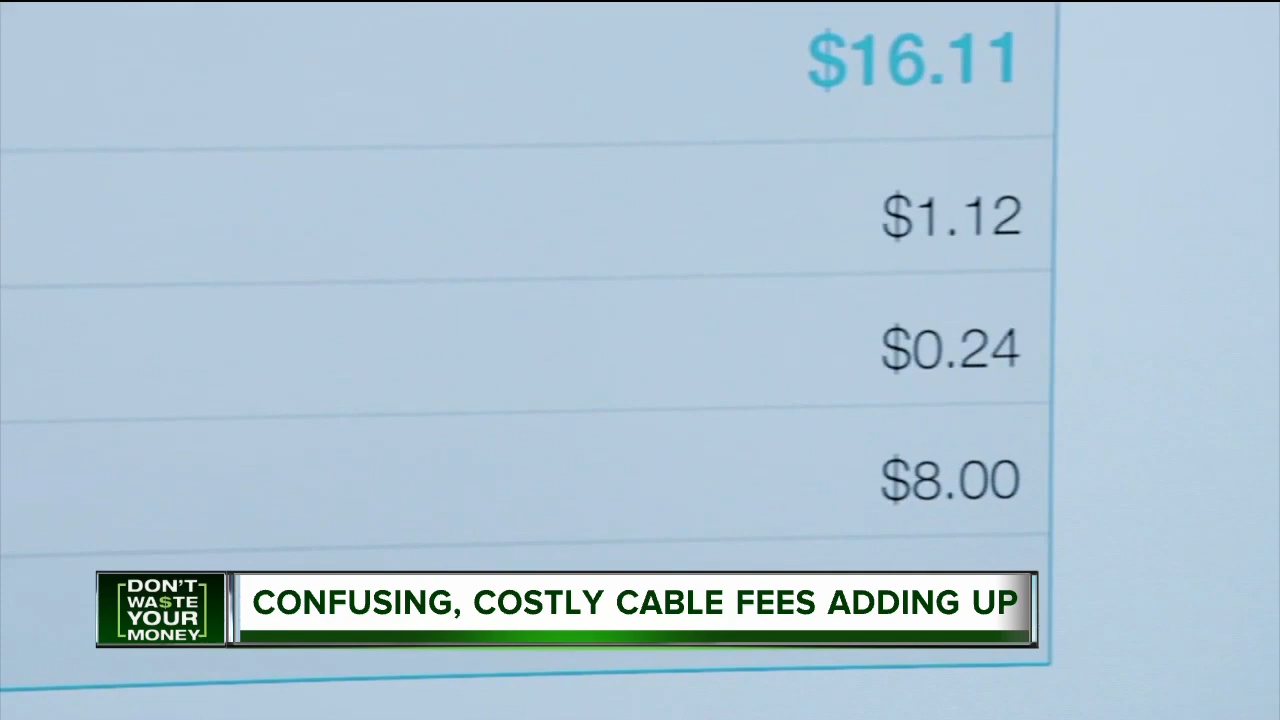 $16.11
$1.12
$0.24
$8.00
DON'T
WA$TE
YOUR
MONEY
CONFUSING, COSTLY CABLE FEES ADDING UP